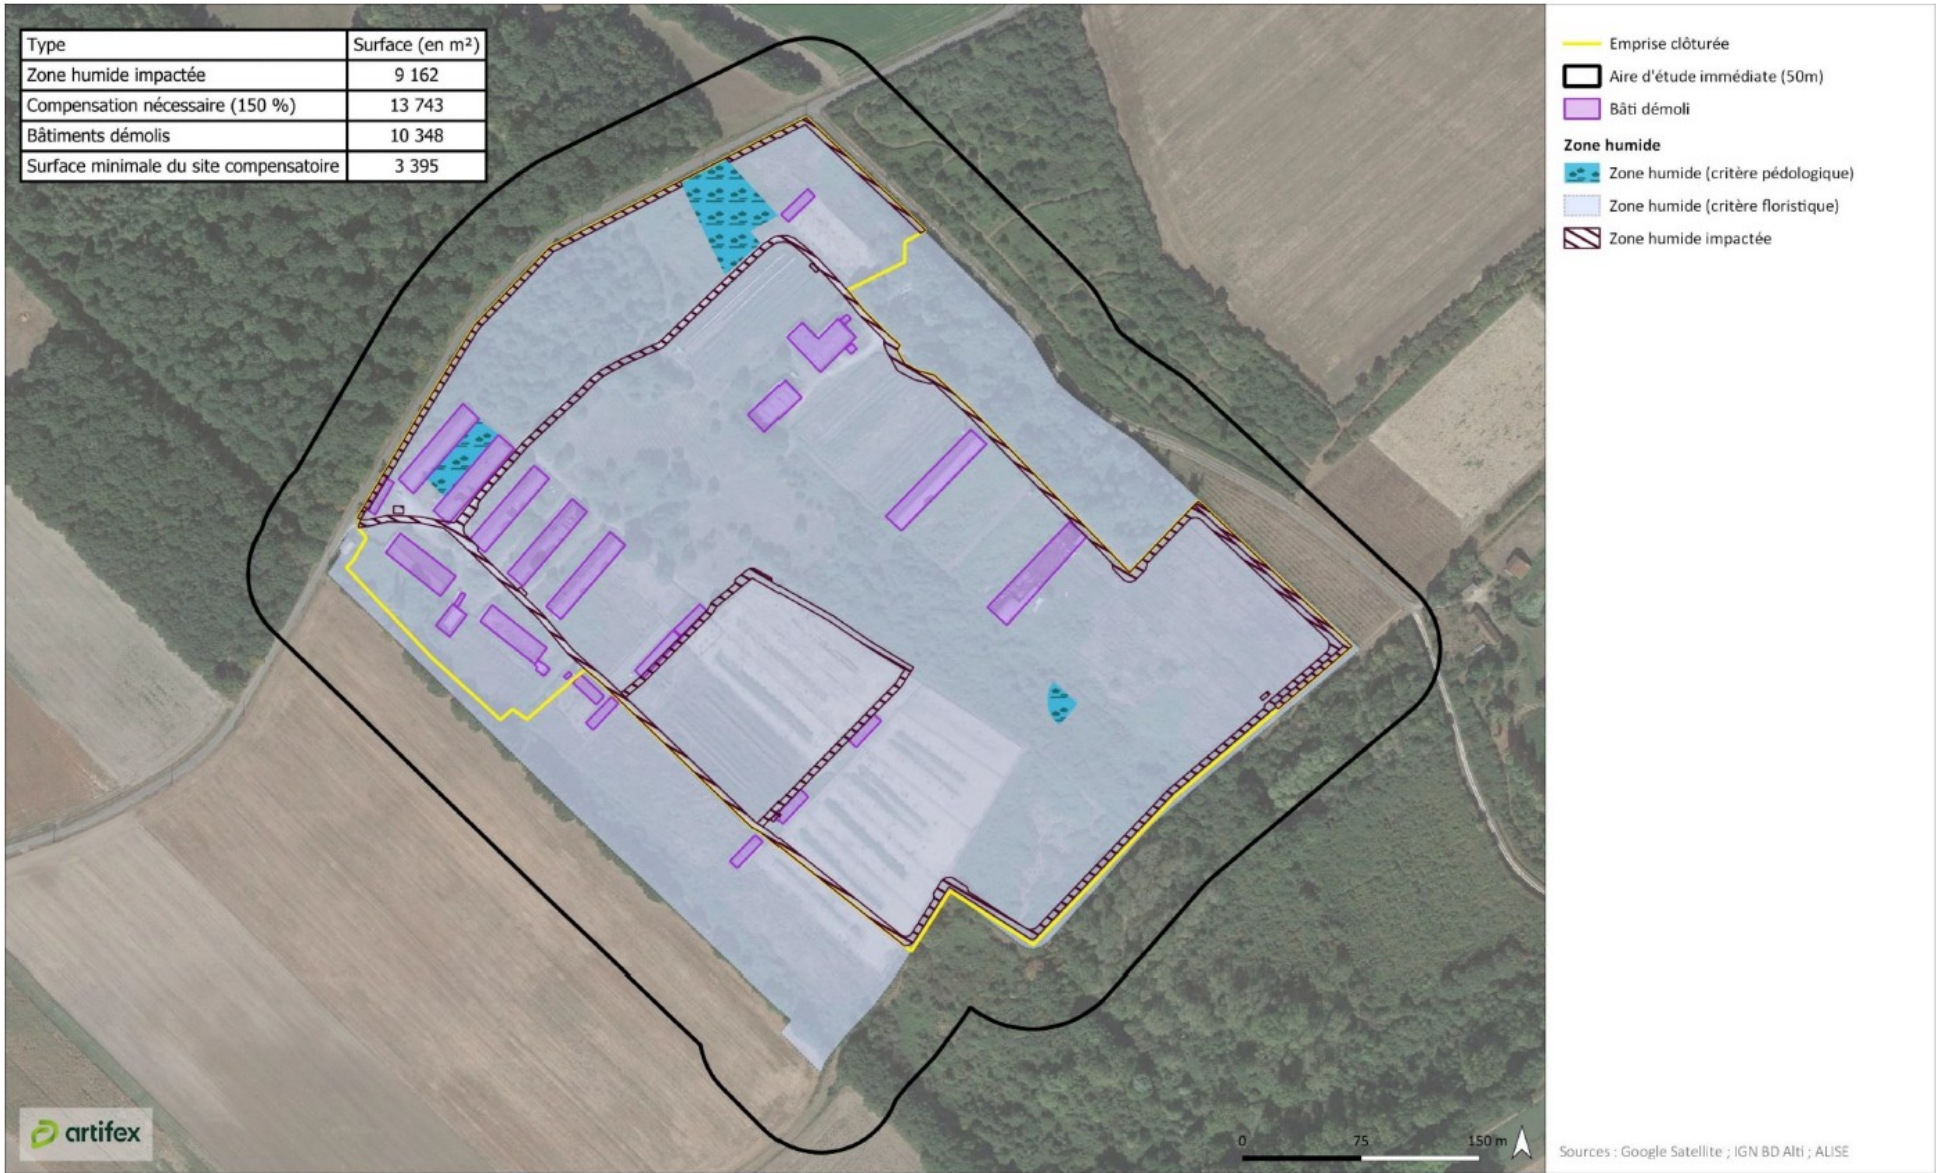 Type Surface (en m²)
Zone humide impactée 9 162
Compensation nécessaire (150 %) 13 743
Bâtiments démolis 10 348
Surface minimale du site compensatoire 3 395
Emprise clôturée
Aire d'étude immédiate (50m)
Bâti démoli
Zone humide
Zone humide (critère pédologique)
Zone humide (critère floristique)
Zone humide impactée
artifex
0 75 150 m
Sources : Google Satellite ; IGN BD Alti ; ALISE